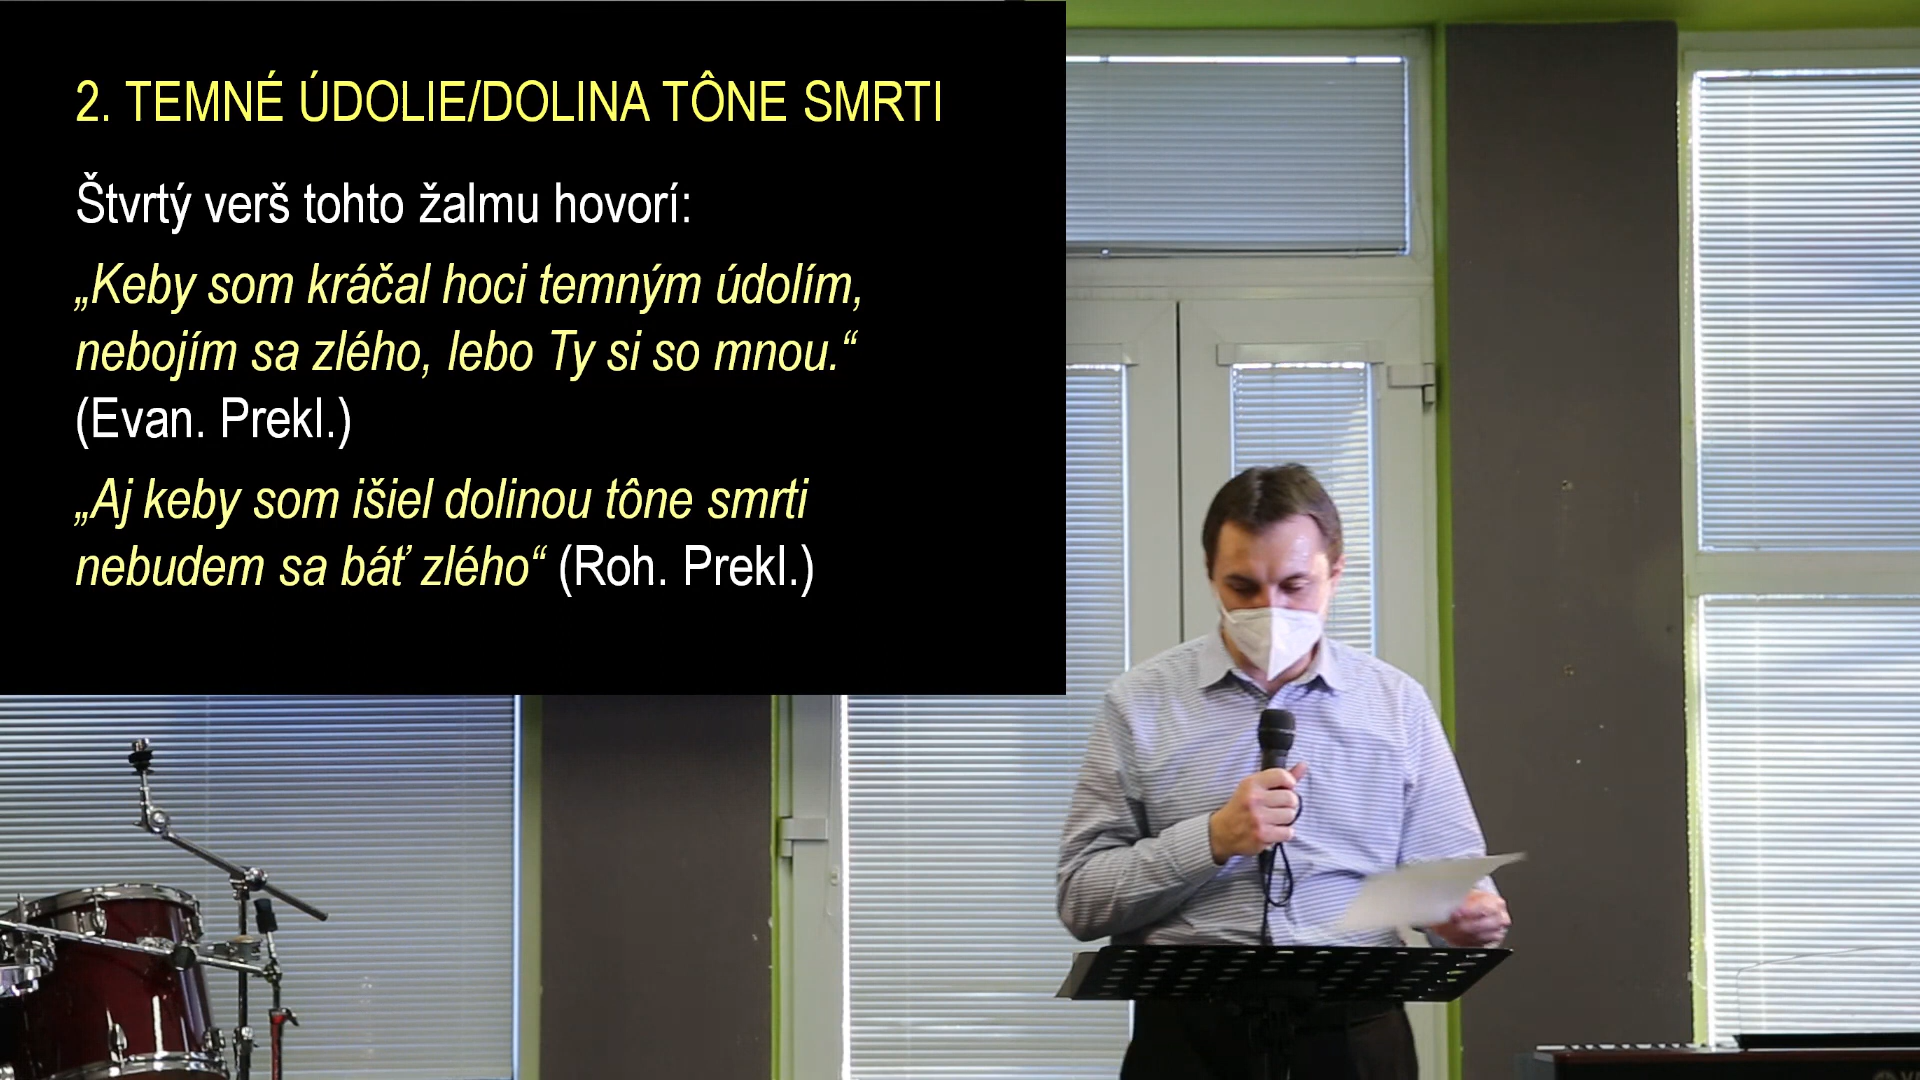 2. TEMNÉ ÚDOLIE/DOLINA TÔNE SMRTI
Štvrtý verš tohto žalmu hovorí:
„Keby som kráčal hoci temným údolím,
nebojím sa zlého, lebo Ty si so mnou.“
(Evan. Prekl.)
„Aj keby som išiel dolinou tône smrti
nebudem sa báť zlého“ (Roh. Prekl.)